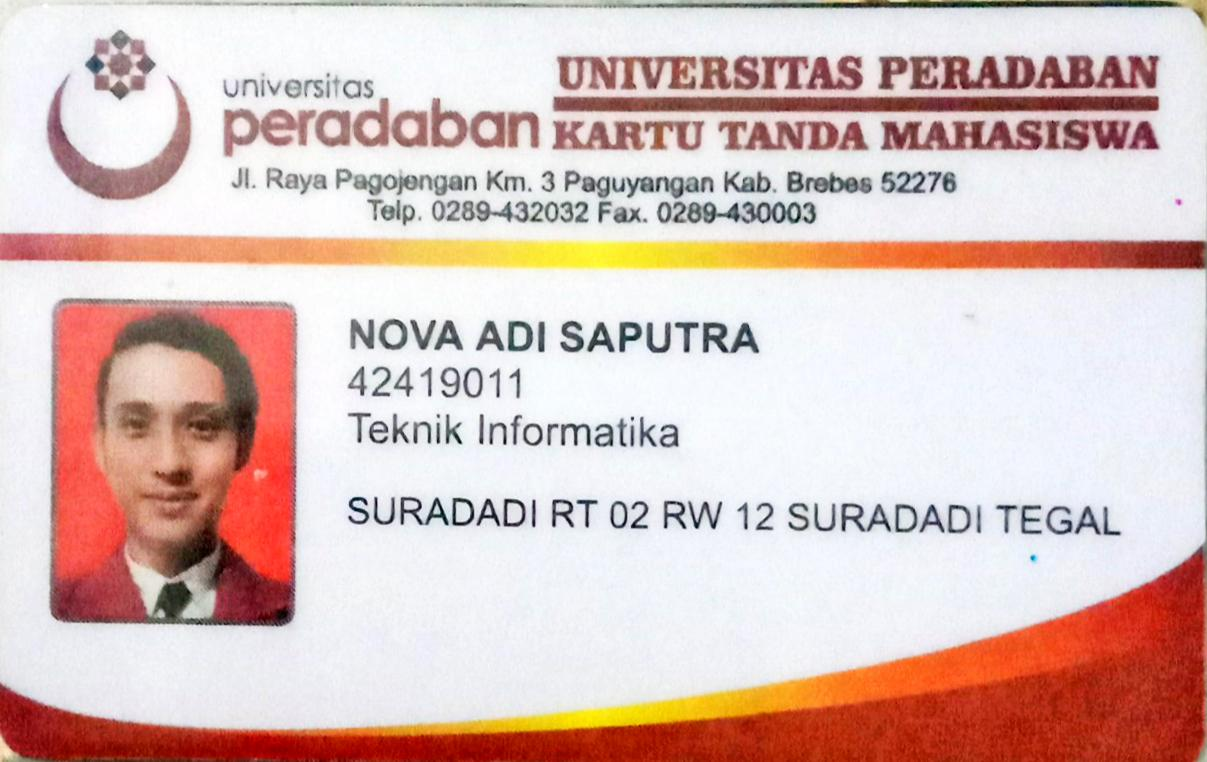 universitas
peradaban
UNIVERSITAS PERADABAN
KARTU TANDA MAHASISWA
Jl. Raya Pagojengan Km. 3 Paguyangan Kab. Brebes 52276
Telp. 0289-432032 Fax. 0289-430003
NOVA ADI SAPUTRA
42419011
Teknik Informatika
SURADADI RT 02 RW 12 SURADADI TEGAL